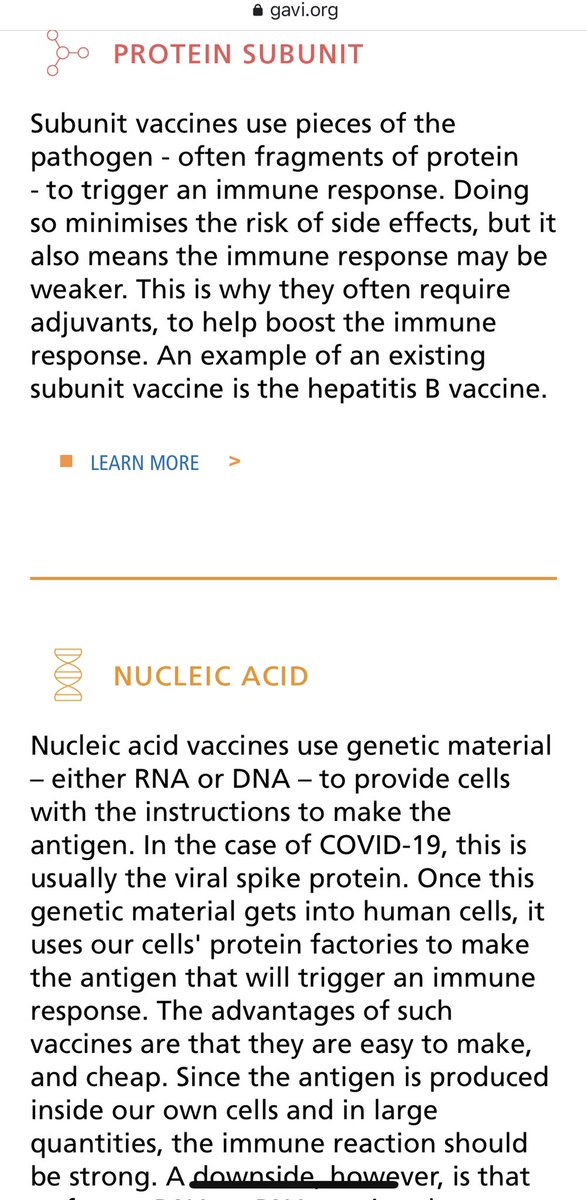 gavi.org
PROTEIN SUBUNIT
Subunit vaccines use pieces of the
pathogen - often fragments of protein
- to trigger an immune response. Doing
so minimises the risk of side effects, but it
also means the immune response may be
weaker. This is why they often require
adjuvants, to help boost the immune
response. An example of an existing
subunit vaccine is the hepatitis B vaccine.
LEARN MORE >
NUCLEIC ACID
Nucleic acid vaccines use genetic material
– either RNA or DNA – to provide cells
with the instructions to make the
antigen. In the case of COVID-19, this is
usually the viral spike protein. Once this
genetic material gets into human cells, it
uses our cells' protein factories to make
the antigen that will trigger an immune
response. The advantages of such
vaccines are that they are easy to make,
and cheap. Since the antigen is produced
inside our own cells and in large
quantities, the immune reaction should
be strong. A downside, however, is that